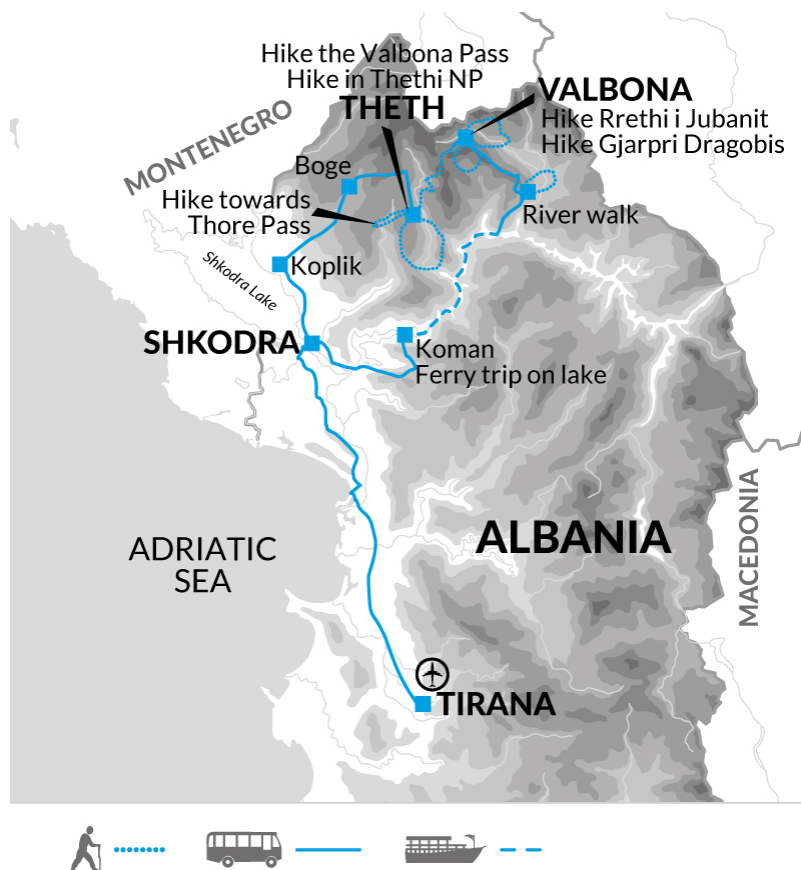 Hike the Valbona Pass
Hike in Thethi NP
THETH
VALBONA
Hike Rrethi i Jubanit
Hike Gjarpri Dragobis
MONTENEGRO
Boge
Hike towards
Thore Pass
River walk
Shkodra Lake
Koplik
SHKODRA
Koman
Ferry trip on lake
ADRIATIC
SEA
ALBANIA
MACEDONIA
TIRANA